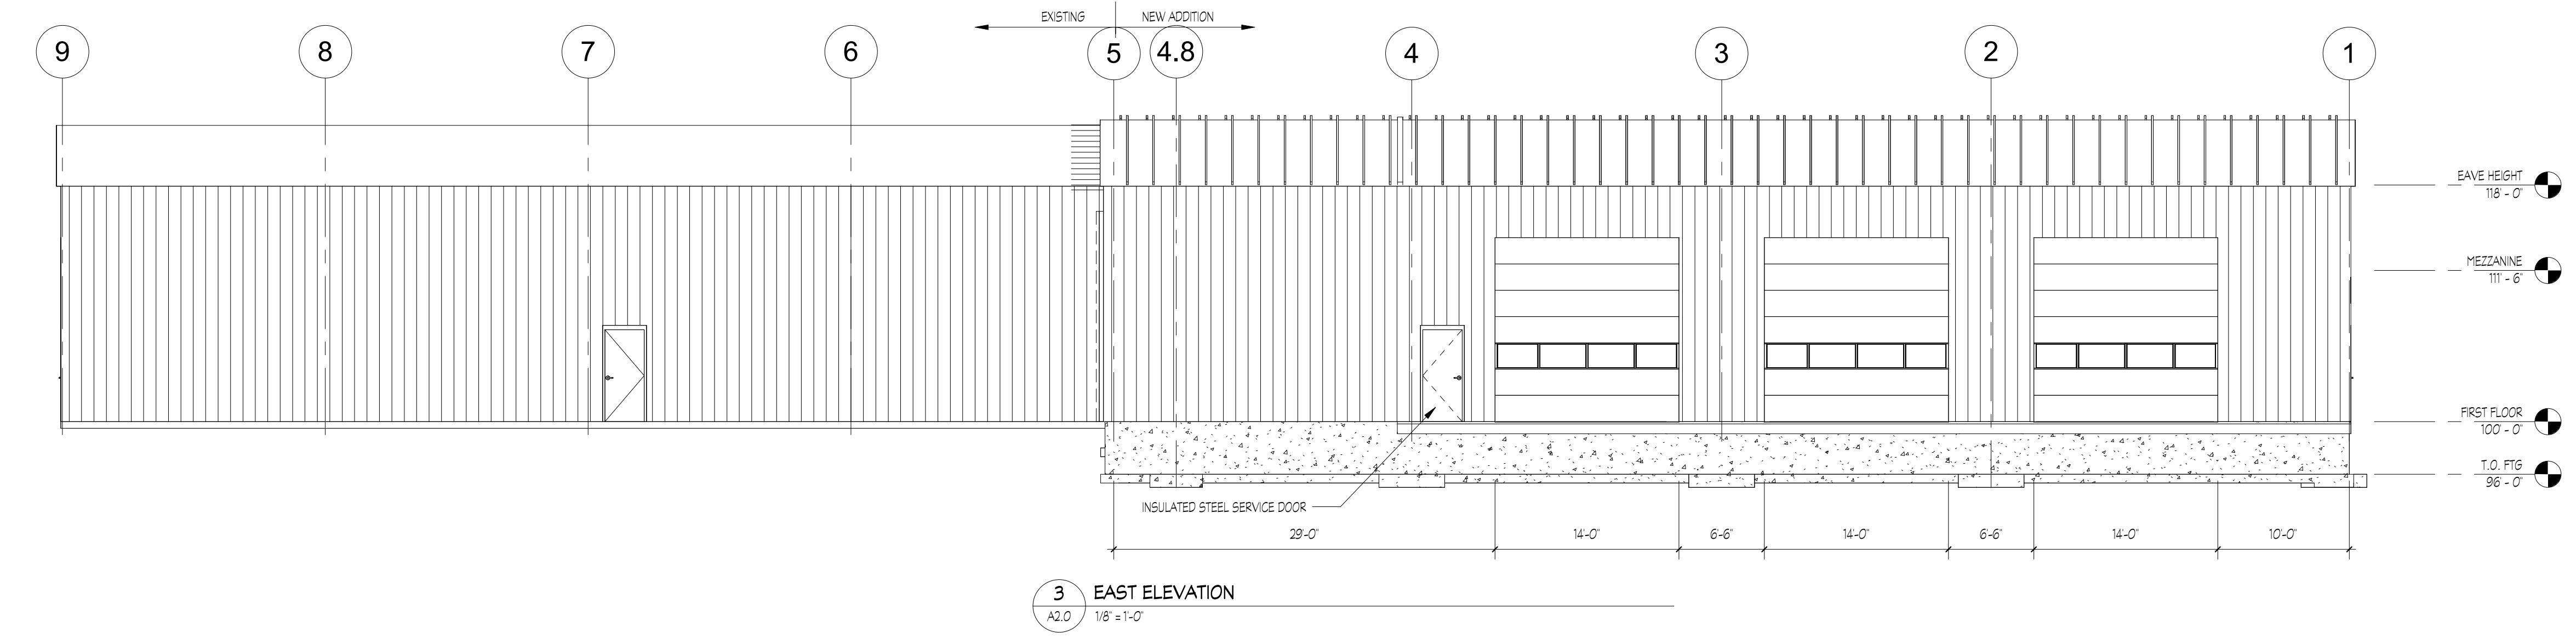 EXISTING NEW ADDITION
9 8 7 6 5 4.8 4 3 2 1
EAVE HEIGHT
118' - 0"
MEZZANINE
111' - 6"
FIRST FLOOR
100' - 0"
T.O. FTG
96' - 0"
INSULATED STEEL SERVICE DOOR
29'-0" 14'-0" 6'-6" 14'-0" 6'-6" 14'-0" 10'-0"
3 EAST ELEVATION
A2.0 1/8" = 1'-0"